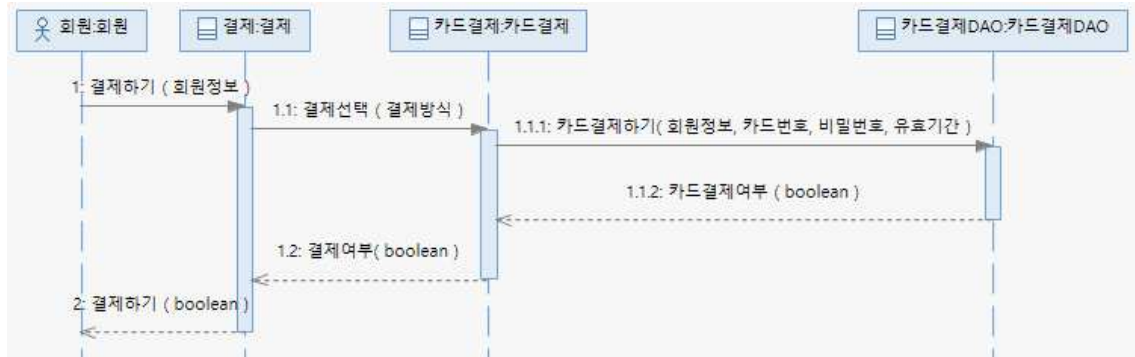 회원:회원
결제:결제
카드결제:카드결제
카드결제DAO:카드결제DAO
1: 결제하기 ( 회원정보 )
1.1: 결제선택 ( 결제방식 )
1.1.1: 카드결제하기( 회원정보, 카드번호, 비밀번호, 유효기간 )
1.1.2: 카드결제여부 ( boolean )
1.2: 결제여부( boolean )
2: 결제하기 ( boolean )